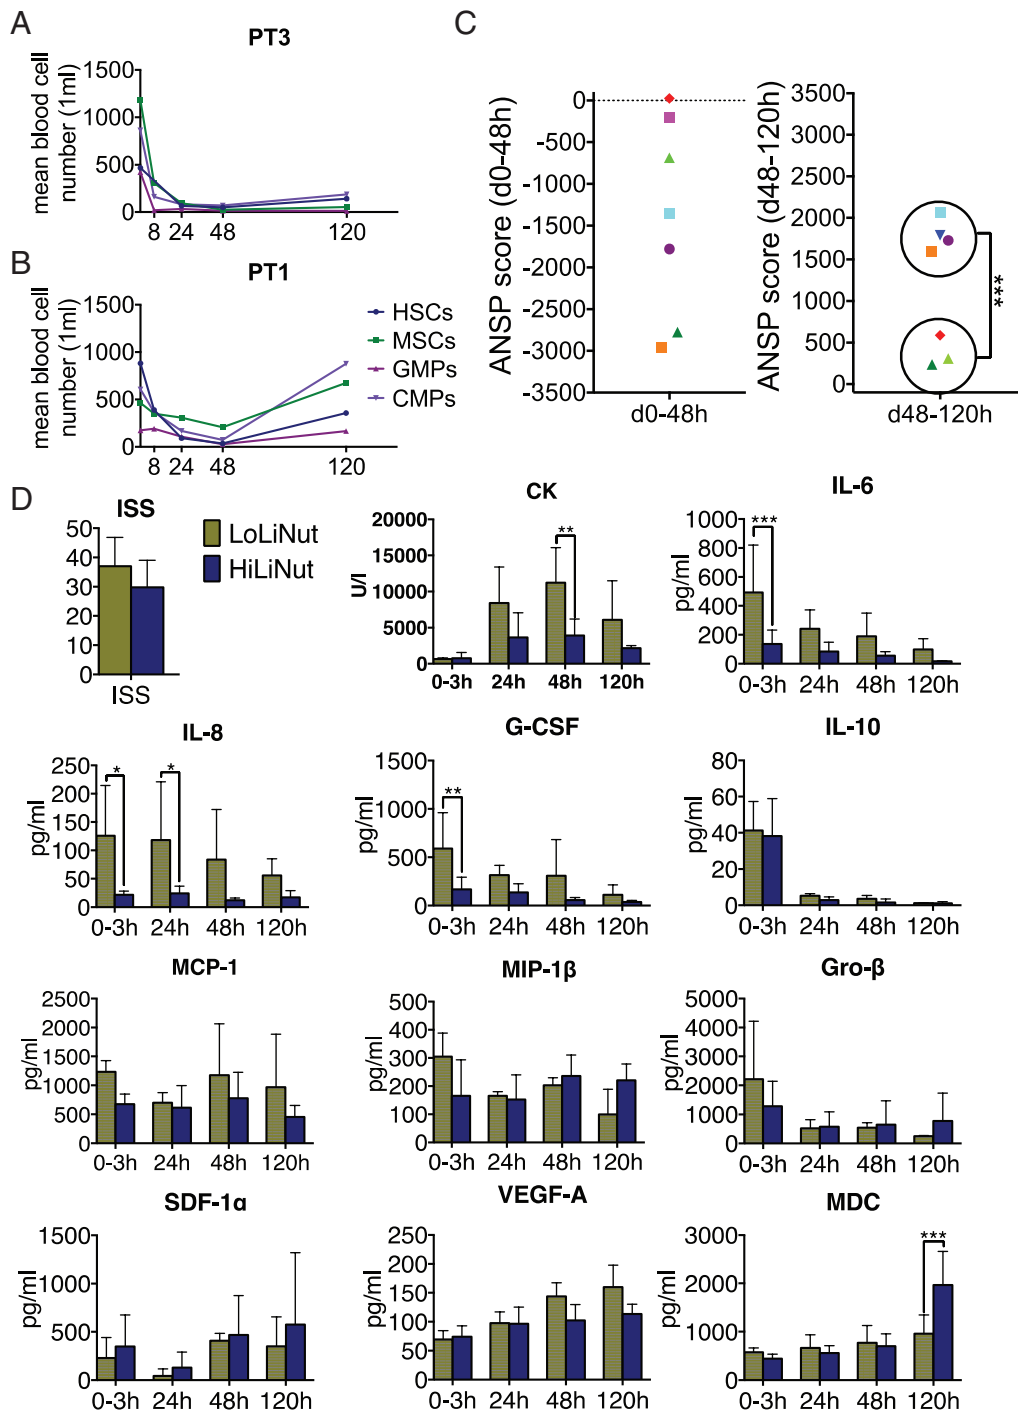 A
PT3
mean blood cell
number (1ml)
1500
1000
500
0
8 24 48 120
B
PT1
mean blood cell
number (1ml)
1500
1000
500
0
8 24 48 120
HSCs
MSCs
GMPs
CMPs
C
ANSP score (d0-48h)
0
-500
-1000
-1500
-2000
-2500
-3000
-3500
d0-48h
ANSP score (d48-120h)
3500
3000
2500
2000
1500
1000
500
0
d48-120h
***
D
ISS
50
40
30
20
10
0
ISS
LoLiNut
HiLiNut
CK
U/l
20000
15000
10000
5000
0
**
0-3h 24h 48h 120h
IL-6
pg/ml
1000
800
600
400
200
0
***
0-3h 24h 48h 120h
IL-8
pg/ml
250
200
150
100
50
0
* *
0-3h 24h 48h 120h
G-CSF
pg/ml
1500
1000
500
0
**
0-3h 24h 48h 120h
IL-10
pg/ml
80
60
40
20
0
0-3h 24h 48h 120h
MCP-1
pg/ml
2500
2000
1500
1000
500
0
0-3h 24h 48h 120h
MIP-1β
pg/ml
500
400
300
200
100
0
0-3h 24h 48h 120h
Gro-β
pg/ml
5000
4000
3000
2000
1000
0
0-3h 24h 48h 120h
SDF-1α
pg/ml
1500
1000
500
0
0-3h 24h 48h 120h
VEGF-A
pg/ml
250
200
150
100
50
0
0-3h 24h 48h 120h
MDC
pg/ml
3000
2000
1000
0
***
0-3h 24h 48h 120h